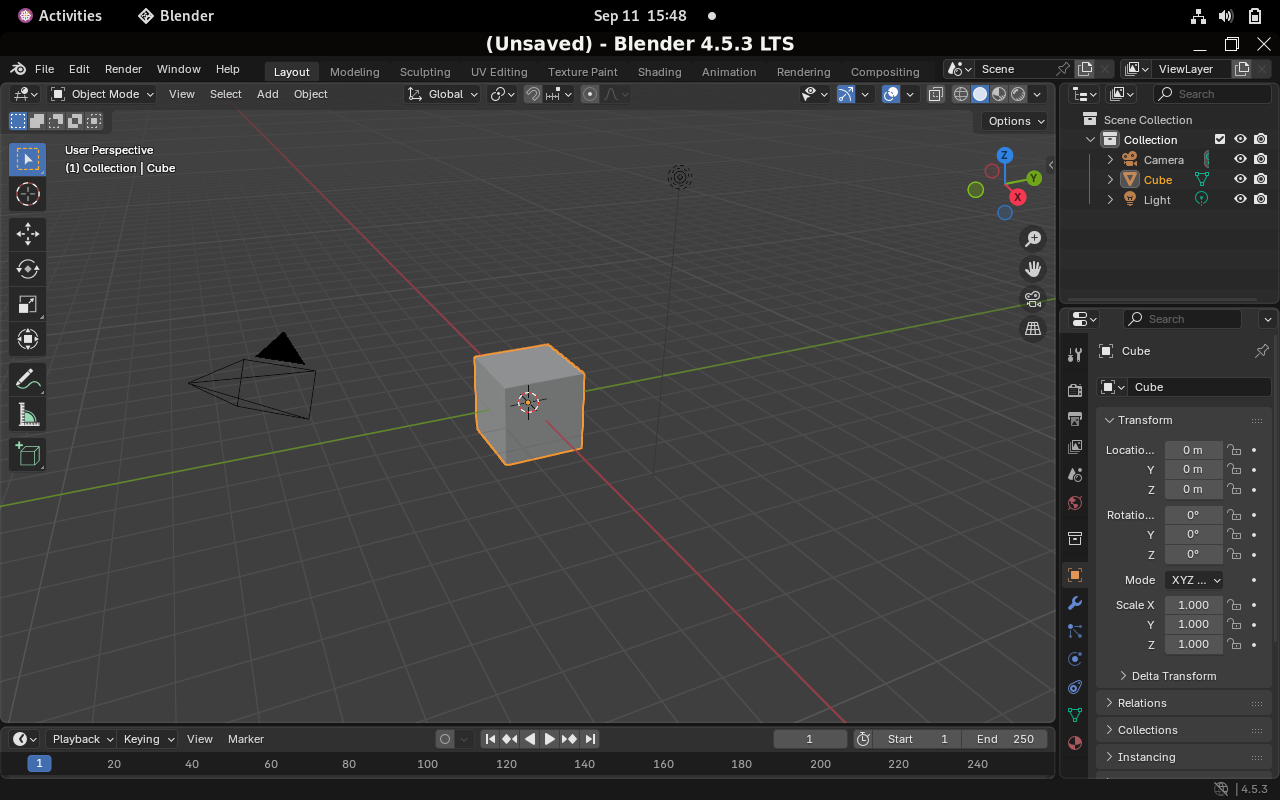 Activities Blender Sep 11 15:48
(Unsaved) - Blender 4.5.3 LTS
File Edit Render Window Help Layout Modeling Sculpting UV Editing Texture Paint Shading Animation Rendering Compositing Scene ViewLayer
Object Mode View Select Add Object Global Search
Options
User Perspective
(1) Collection | Cube
Z
Y
X
Scene Collection
Collection
Camera
Cube
Light
Search
Cube
Cube
Transform
Locatio... 0 m
Y 0 m
Z 0 m
Rotatio... 0°
Y 0°
Z 0°
Mode XYZ ...
Scale X 1.000
Y 1.000
Z 1.000
Delta Transform
Relations
Collections
Instancing
Playback Keying View Marker 1 Start 1 End 250
1 20 40 60 80 100 120 140 160 180 200 220 240
4.5.3